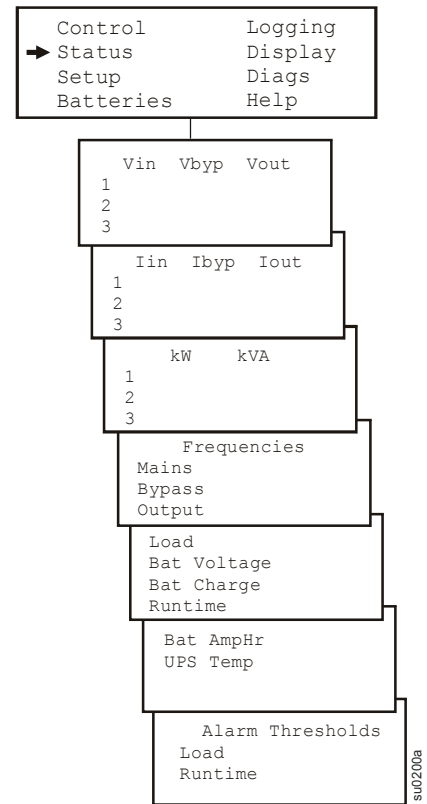 Control Logging
Status Display
Setup Diags
Batteries Help
Vin Vbyp Vout
1
2
3
Iin Ibyp Iout
1
2
3
kW kVA
1
2
3
Frequencies
Mains
Bypass
Output
Load
Bat Voltage
Bat Charge
Runtime
Bat AmpHr
UPS Temp
Alarm Thresholds
Load
Runtime
su0200a